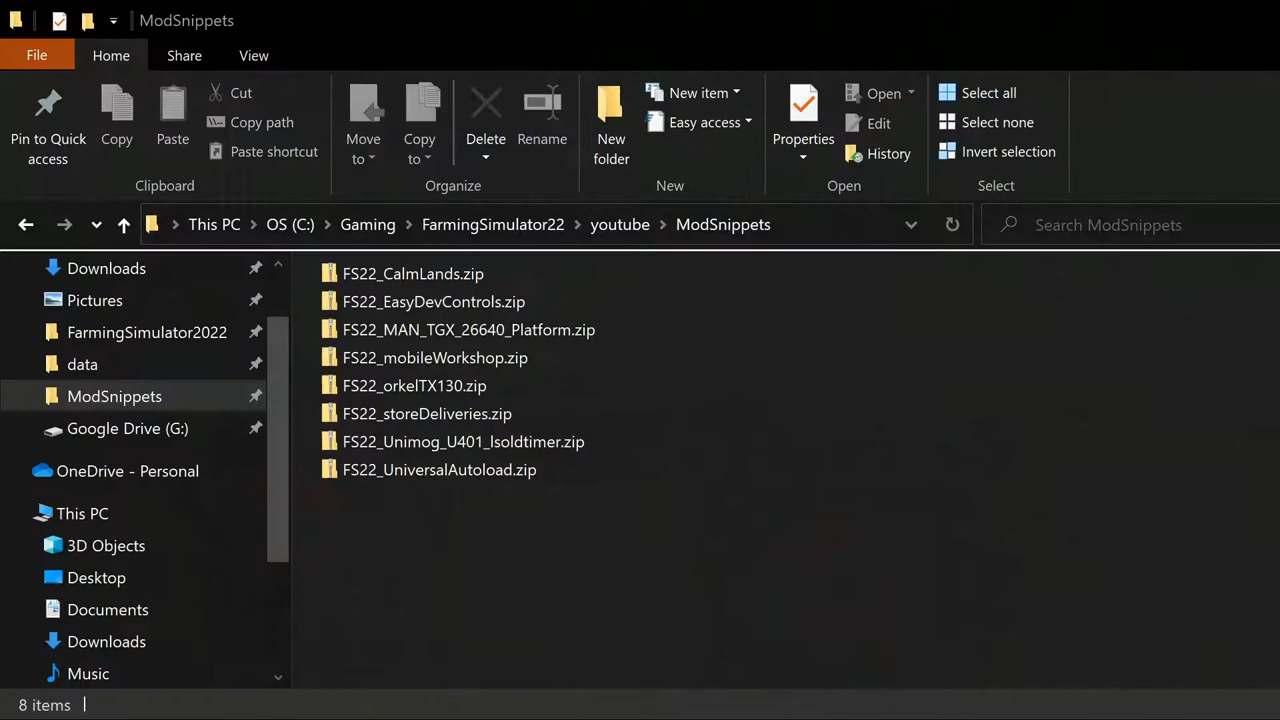 ModSnippets
File Home Share View
Pin to Quick access
Copy
Paste
Cut
Copy path
Paste shortcut
Clipboard
Move to
Copy to
Delete
Rename
Organize
New folder
New item
Easy access
New
Properties
Open
Edit
History
Open
Select all
Select none
Invert selection
Select
This PC OS (C:) Gaming FarmingSimulator22 youtube ModSnippets
Search ModSnippets
Downloads
Pictures
FarmingSimulator2022
data
ModSnippets
Google Drive (G:)
OneDrive - Personal
This PC
3D Objects
Desktop
Documents
Downloads
Music
FS22_CalmLands.zip
FS22_EasyDevControls.zip
FS22_MAN_TGX_26640_Platform.zip
FS22_mobileWorkshop.zip
FS22_orkelTX130.zip
FS22_storeDeliveries.zip
FS22_Unimog_U401_lsoldtimer.zip
FS22_UniversalAutoload.zip
8 items